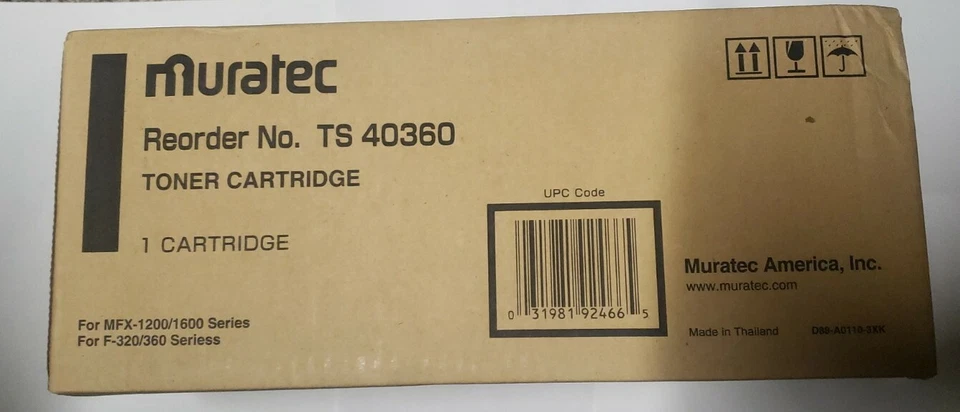 muratec
Reorder No. TS 40360
TONER CARTRIDGE
1 CARTRIDGE
For MFX-1200/1600 Series
For F-320/360 Seriess
UPC Code
0 31981 92466 5
Muratec America, Inc.
www.muratec.com
Made in Thailand